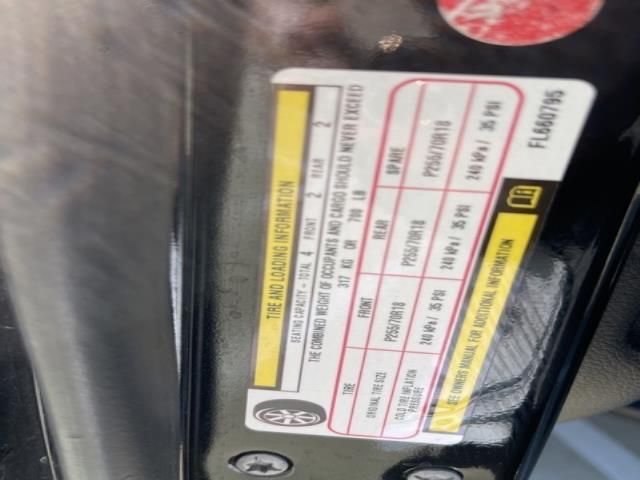 TIRE AND LOADING INFORMATION
SEATING CAPACITY - TOTAL 4 FRONT 2 REAR 2
THE COMBINED WEIGHT OF OCCUPANTS AND CARGO SHOULD NEVER EXCEED
317 KG OR 700 LB
TIRE FRONT REAR SPARE
ORIGINAL TIRE SIZE P255/70R18 P255/70R18 P255/70R18
COLD TIRE INFLATION PRESSURE 240 kPa / 35 PSI 240 kPa / 35 PSI 240 kPa / 35 PSI
SEE OWNERS MANUAL FOR ADDITIONAL INFORMATION
FL660795